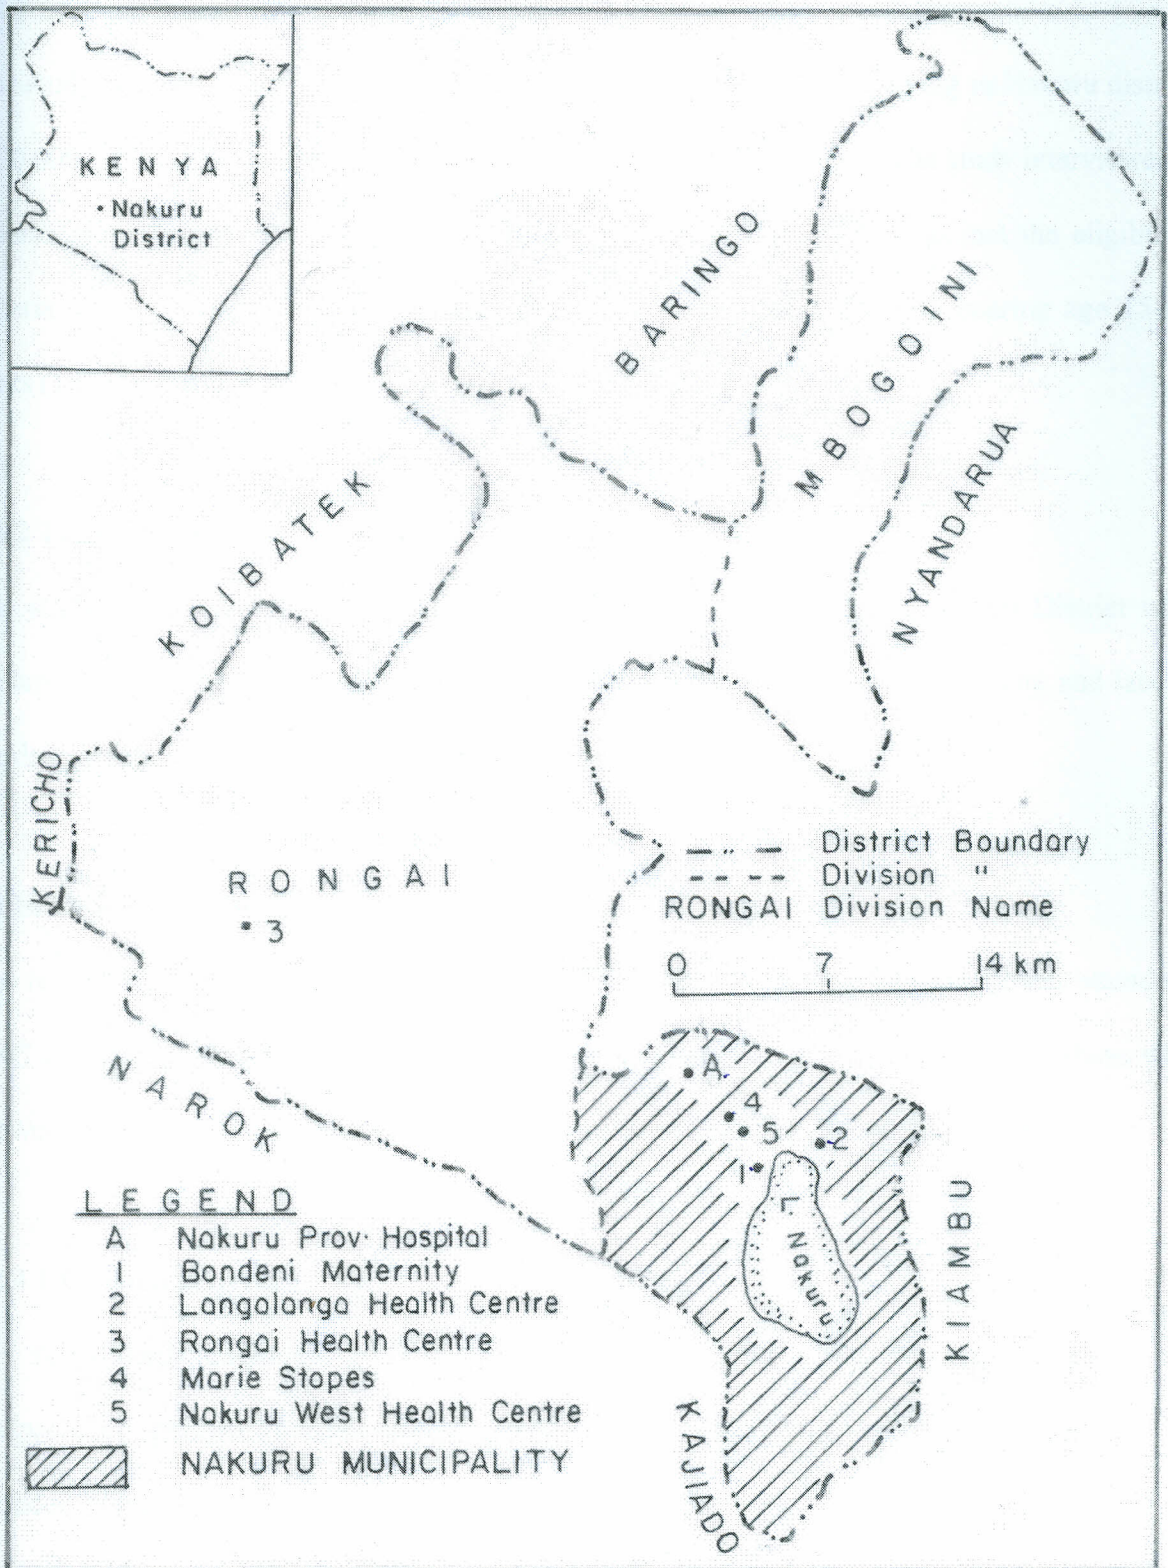 KENYA
Nakuru
District
BARINGO
MBOGOINI
NYANDARUA
KOIBATEK
KERICHO
RONGAI
3
NAROK
District Boundary
Division "
RONGAI Division Name
0 7 14 km
A
4
5
2
1
L. Nakuru
KIAMBU
KAJIADO
LEGEND
A Nakuru Prov. Hospital
1 Bondeni Maternity
2 Langalanga Health Centre
3 Rongai Health Centre
4 Marie Stopes
5 Nakuru West Health Centre
NAKURU MUNICIPALITY